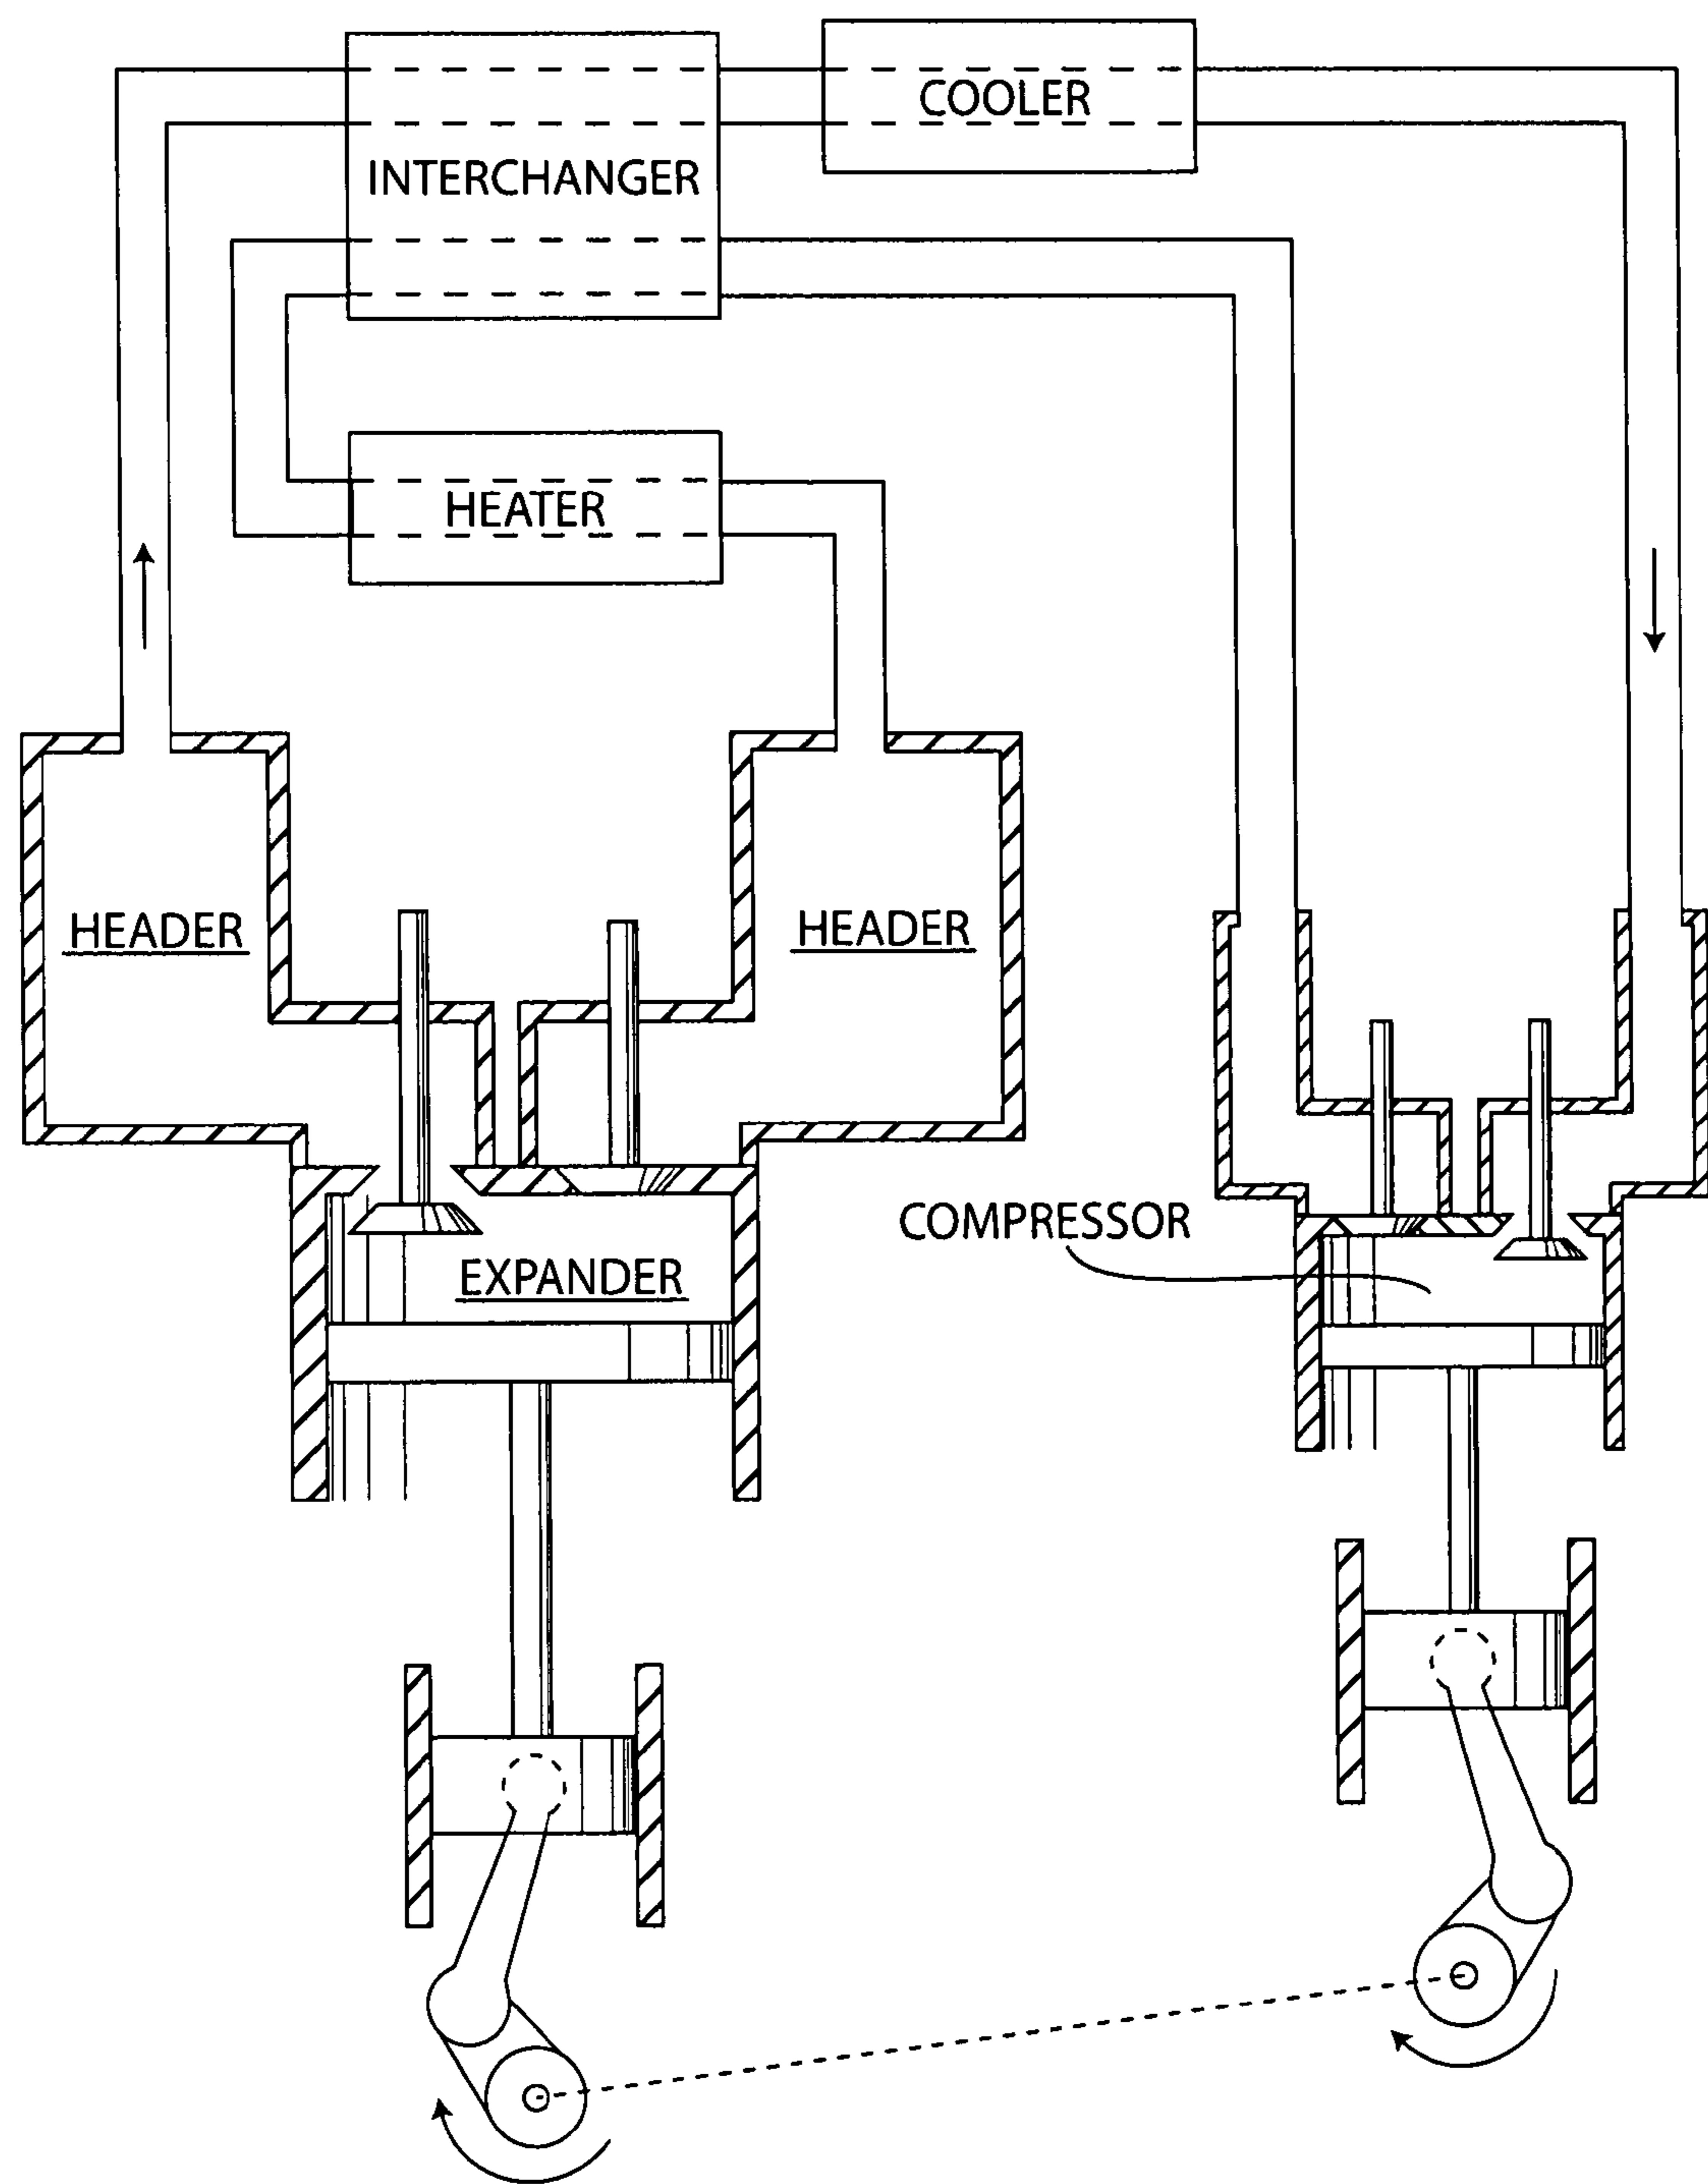 COOLER
INTERCHANGER
HEATER
HEADER
HEADER
COMPRESSOR
EXPANDER